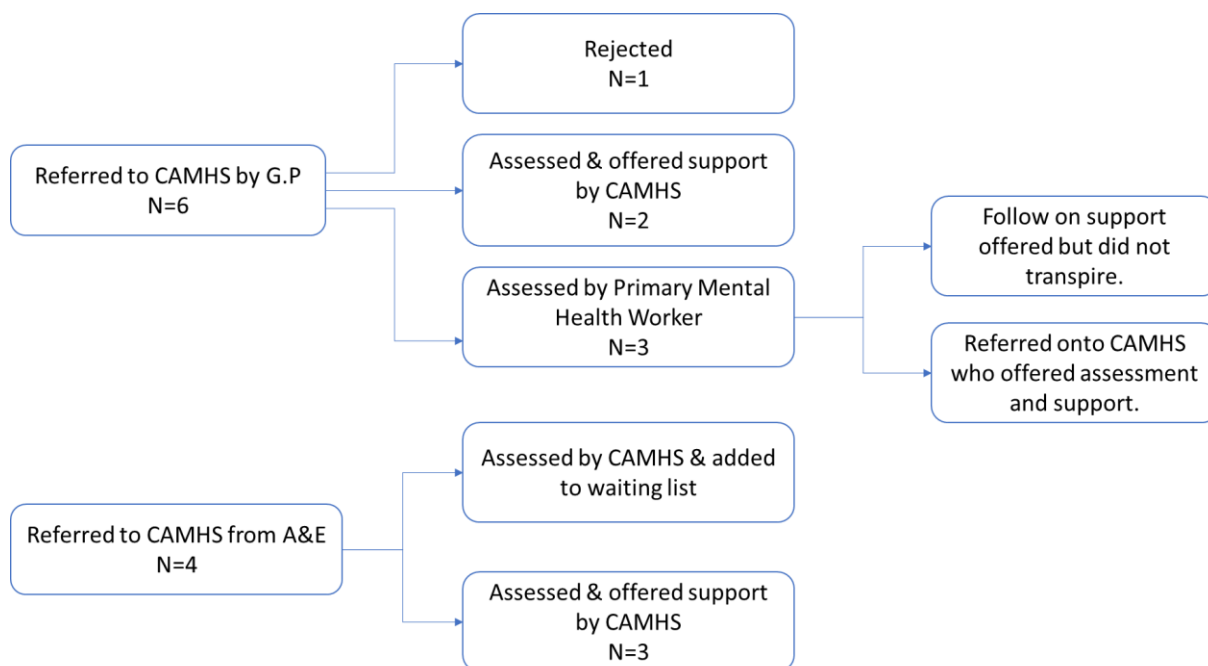 Rejected
N=1
Referred to CAMHS by G.P
N=6
Assessed & offered support
by CAMHS
N=2
Assessed by Primary Mental
Health Worker
N=3
Follow on support
offered but did not
transpire.
Referred onto CAMHS
who offered assessment
and support.
Referred to CAMHS from A&E
N=4
Assessed by CAMHS & added
to waiting list
Assessed & offered support
by CAMHS
N=3